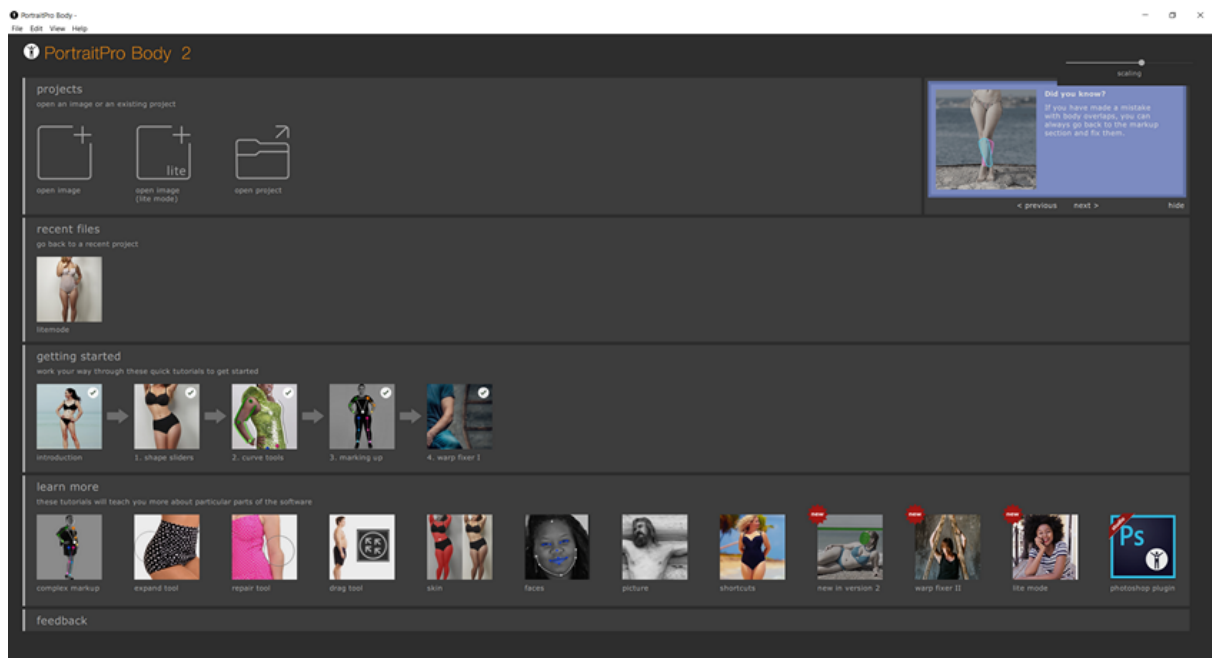 PortraitPro Body -
File Edit View Help
PortraitPro Body 2
scaling
projects
open an image or an existing project
lite
open image
open image
(lite mode)
open project
Did you know?
If you have made a mistake
with body overlaps, you can
always go back to the markup
section and fix them.
< previous next > hide
recent files
go back to a recent project
litemode
getting started
work your way through these quick tutorials to get started
introduction
1. shape sliders
2. curve tools
3. marking up
4. warp fixer I
learn more
these tutorials will teach you more about particular parts of the software
complex markup
expand tool
repair tool
drag tool
skin
faces
picture
shortcuts
new
new in version 2
new
warp fixer II
new
lite mode
Ps
photoshop plugin
feedback